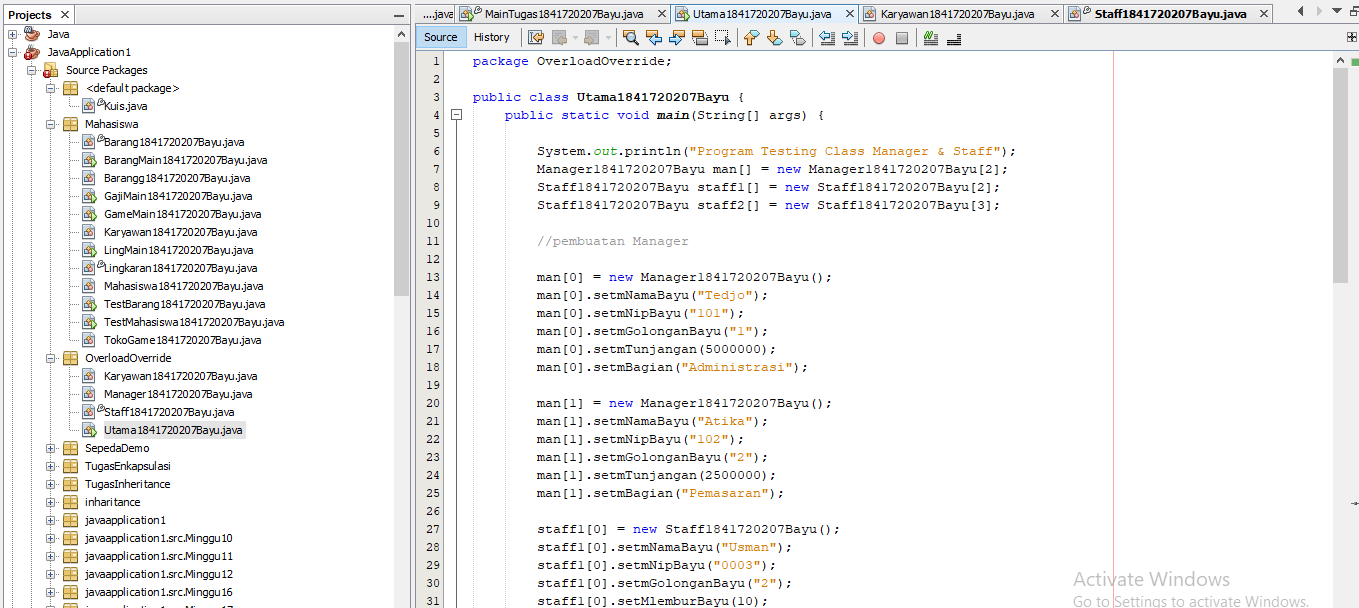 Projects
Java
JavaApplication1
Source Packages
<default package>
Kuis.java
Mahasiswa
Barang1841720207Bayu.java
BarangMain1841720207Bayu.java
Barangg1841720207Bayu.java
GajiMain1841720207Bayu.java
GameMain1841720207Bayu.java
Karyawan1841720207Bayu.java
LingMain1841720207Bayu.java
Lingkaran1841720207Bayu.java
Mahasiswa1841720207Bayu.java
TestBarang1841720207Bayu.java
TestMahasiswa1841720207Bayu.java
TokoGame1841720207Bayu.java
OverloadOverride
Karyawan1841720207Bayu.java
Manager1841720207Bayu.java
Staff1841720207Bayu.java
Utama1841720207Bayu.java
SepedaDemo
TugasEnkapsulasi
TugasInheritance
inharitance
javaapplication1
javaapplication1.src.Minggu10
javaapplication1.src.Minggu11
javaapplication1.src.Minggu12
javaapplication1.src.Minggu16
....java MainTugas1841720207Bayu.java Utama1841720207Bayu.java Karyawan1841720207Bayu.java Staff1841720207Bayu.java
Source History
1 package OverloadOverride;
2
3 public class Utama1841720207Bayu {
4 public static void main(String[] args) {
5
6 System.out.println("Program Testing Class Manager & Staff");
7 Manager1841720207Bayu man[] = new Manager1841720207Bayu[2];
8 Staff1841720207Bayu staff1[] = new Staff1841720207Bayu[2];
9 Staff1841720207Bayu staff2[] = new Staff1841720207Bayu[3];
10
11 //pembuatan Manager
12
13 man[0] = new Manager1841720207Bayu();
14 man[0].setmNamaBayu("Tedjo");
15 man[0].setmNipBayu("101");
16 man[0].setmGolonganBayu("1");
17 man[0].setmTunjangan(5000000);
18 man[0].setmBagian("Administrasi");
19
20 man[1] = new Manager1841720207Bayu();
21 man[1].setmNamaBayu("Atika");
22 man[1].setmNipBayu("102");
23 man[1].setmGolonganBayu("2");
24 man[1].setmTunjangan(2500000);
25 man[1].setmBagian("Pemasaran");
26
27 staff1[0] = new Staff1841720207Bayu();
28 staff1[0].setmNamaBayu("Usman");
29 staff1[0].setmNipBayu("0003");
30 staff1[0].setmGolonganBayu("2");
31 staff1[0].setMlemburBayu(10);
Activate Windows
Go to Settings to activate Windows.